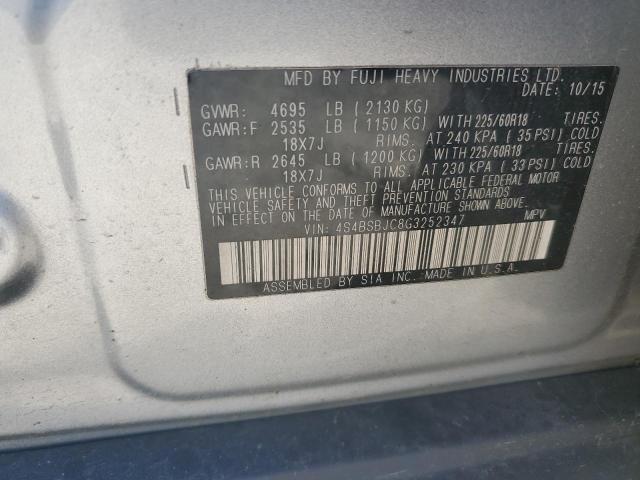 MFD BY FUJI HEAVY INDUSTRIES LTD.
DATE: 10/15
GVWR: 4695 LB ( 2130 KG)
GAWR:F 2535 LB ( 1150 KG) WITH 225/60R18 TIRES.
18X7J RIMS. AT 240 KPA ( 35 PSI) COLD
GAWR:R 2645 LB ( 1200 KG) WITH 225/60R18 TIRES.
18X7J RIMS. AT 230 KPA ( 33 PSI) COLD
THIS VEHICLE CONFORMS TO ALL APPLICABLE FEDERAL MOTOR
VEHICLE SAFETY, BUMPER, AND THEFT PREVENTION STANDARDS
IN EFFECT ON THE DATE OF MANUFACTURE SHOWN ABOVE.
VIN: 4S4BSBJC8G3252347 MPV
ASSEMBLED BY SIA INC. MADE IN U.S.A.